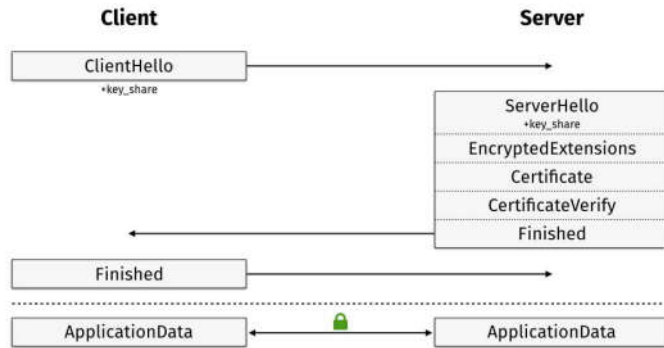 Client
Server
ClientHello
+key_share
ServerHello
+key_share
EncryptedExtensions
Certificate
CertificateVerify
Finished
Finished
ApplicationData
ApplicationData